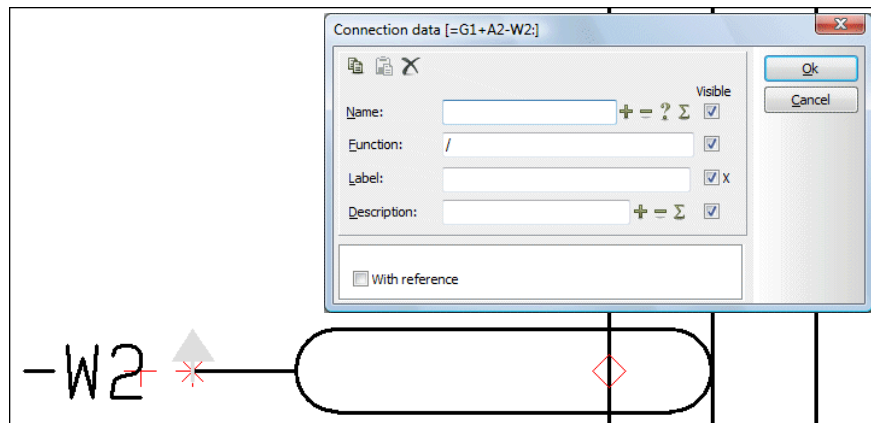 Connection data [=G1+A2-W2:]
Ok
Cancel
Visible
Name:
Function: /
Label: X
Description:
With reference
-W2